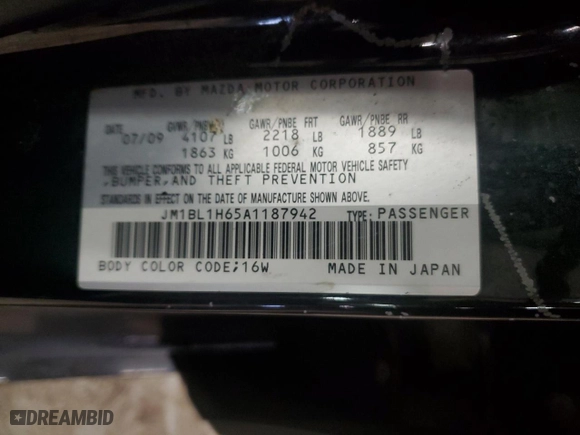 MFD. BY MAZDA MOTOR CORPORATION
DATE GVWR/PNBV GAWR/PNBE FRT GAWR/PNBE RR
07/09 4107 LB 2218 LB 1889 LB
1863 KG 1006 KG 857 KG
THIS VEHICLE CONFORMS TO ALL APPLICABLE FEDERAL MOTOR VEHICLE SAFETY
,BUMPER,AND THEFT PREVENTION
STANDARDS IN EFFECT ON THE DATE OF MANUFACTURE SHOWN ABOVE.
JM1BL1H65A1187942 TYPE: PASSENGER
BODY COLOR CODE;16W MADE IN JAPAN
DREAMBID